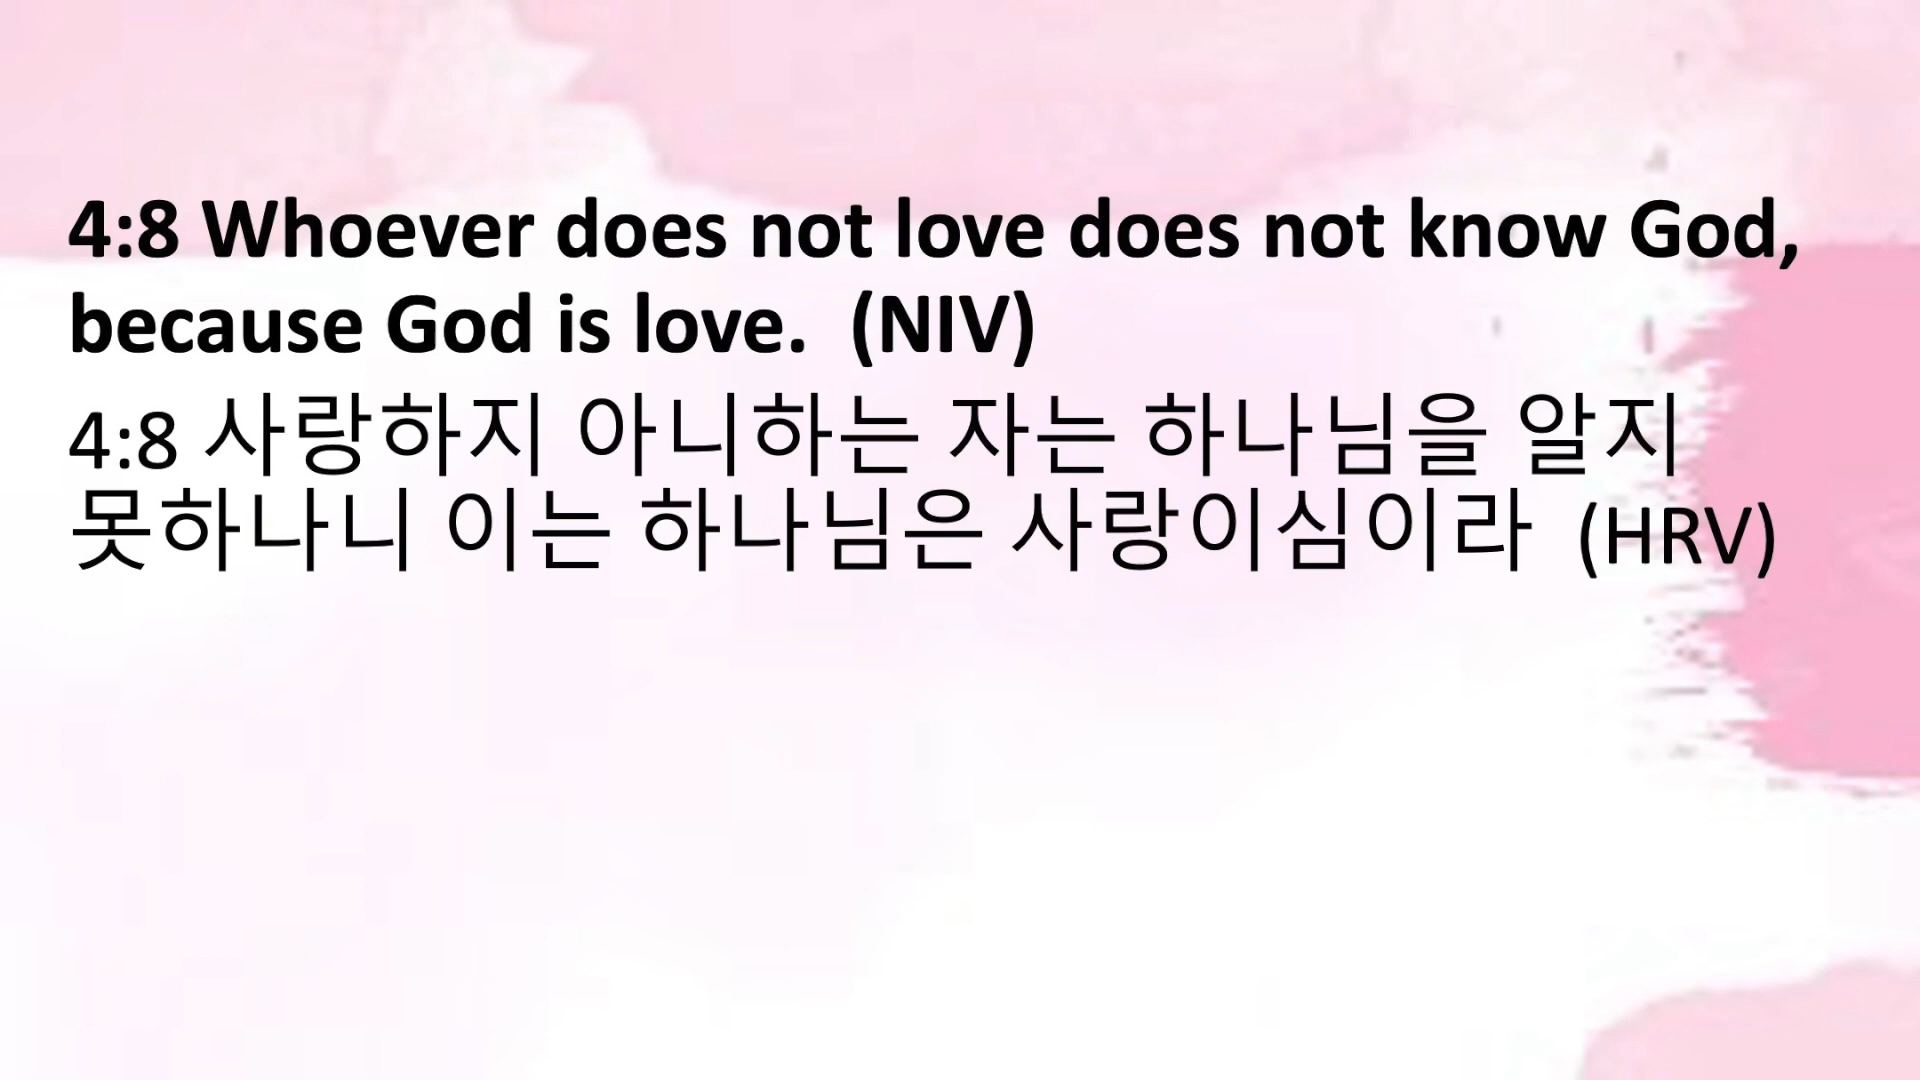 4:8 Whoever does not love does not know God,
because God is love.  (NIV)
4:8 사랑하지 아니하는 자는 하나님을 알지
못하나니 이는 하나님은 사랑이심이라  (HRV)